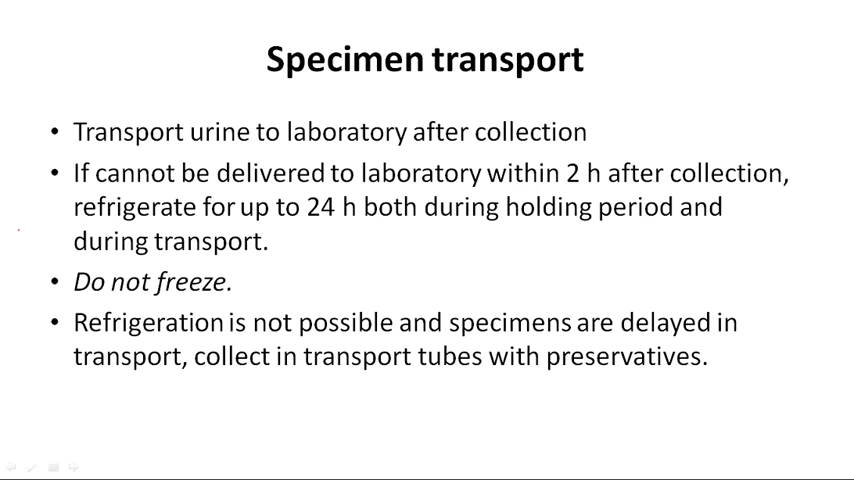 Specimen transport
• Transport urine to laboratory after collection
• If cannot be delivered to laboratory within 2 h after collection,
refrigerate for up to 24 h both during holding period and
during transport.
• Do not freeze.
• Refrigeration is not possible and specimens are delayed in
transport, collect in transport tubes with preservatives.